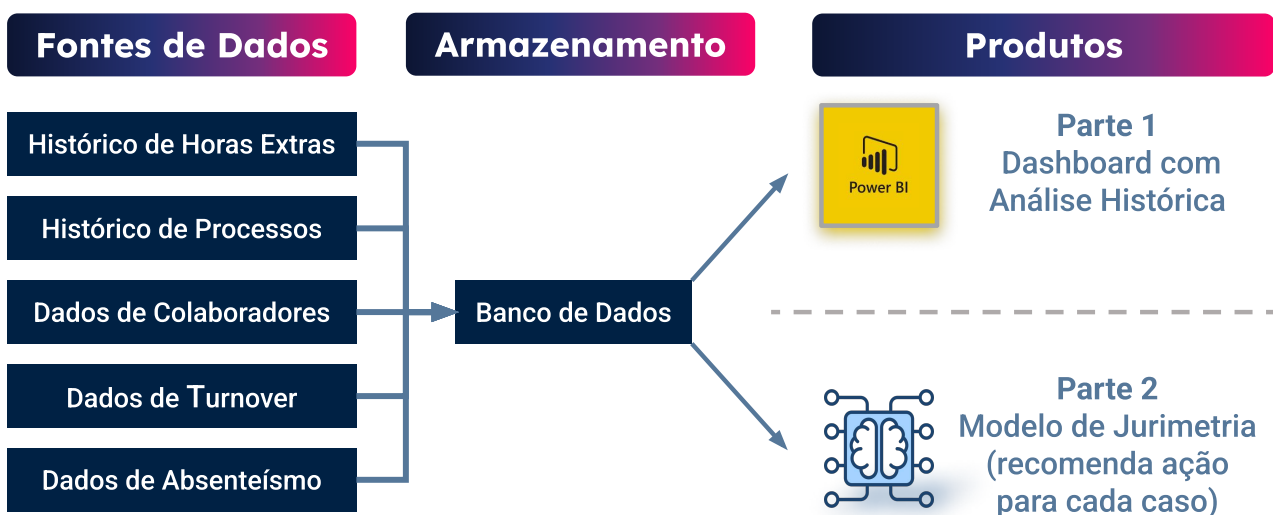 Fontes de Dados
Armazenamento
Produtos
Histórico de Horas Extras
Histórico de Processos
Dados de Colaboradores
Dados de Turnover
Dados de Absenteísmo
Banco de Dados
Power BI
Parte 1
Dashboard com
Análise Histórica
Parte 2
Modelo de Jurimetria
(recomenda ação
para cada caso)